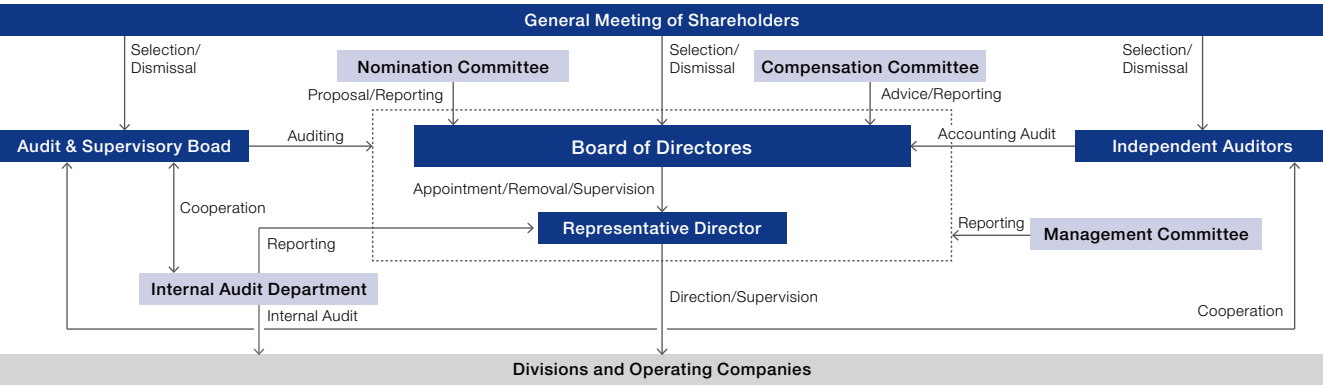 General Meeting of Shareholders
Selection/
Dismissal
Nomination Committee
Selection/
Dismissal
Compensation Committee
Selection/
Dismissal
Proposal/Reporting
Advice/Reporting
Audit & Supervisory Boad
Auditing
Board of Directores
Accounting Audit
Independent Auditors
Appointment/Removal/Supervision
Cooperation
Reporting
Representative Director
Reporting
Management Committee
Internal Audit Department
Internal Audit
Direction/Supervision
Cooperation
Divisions and Operating Companies